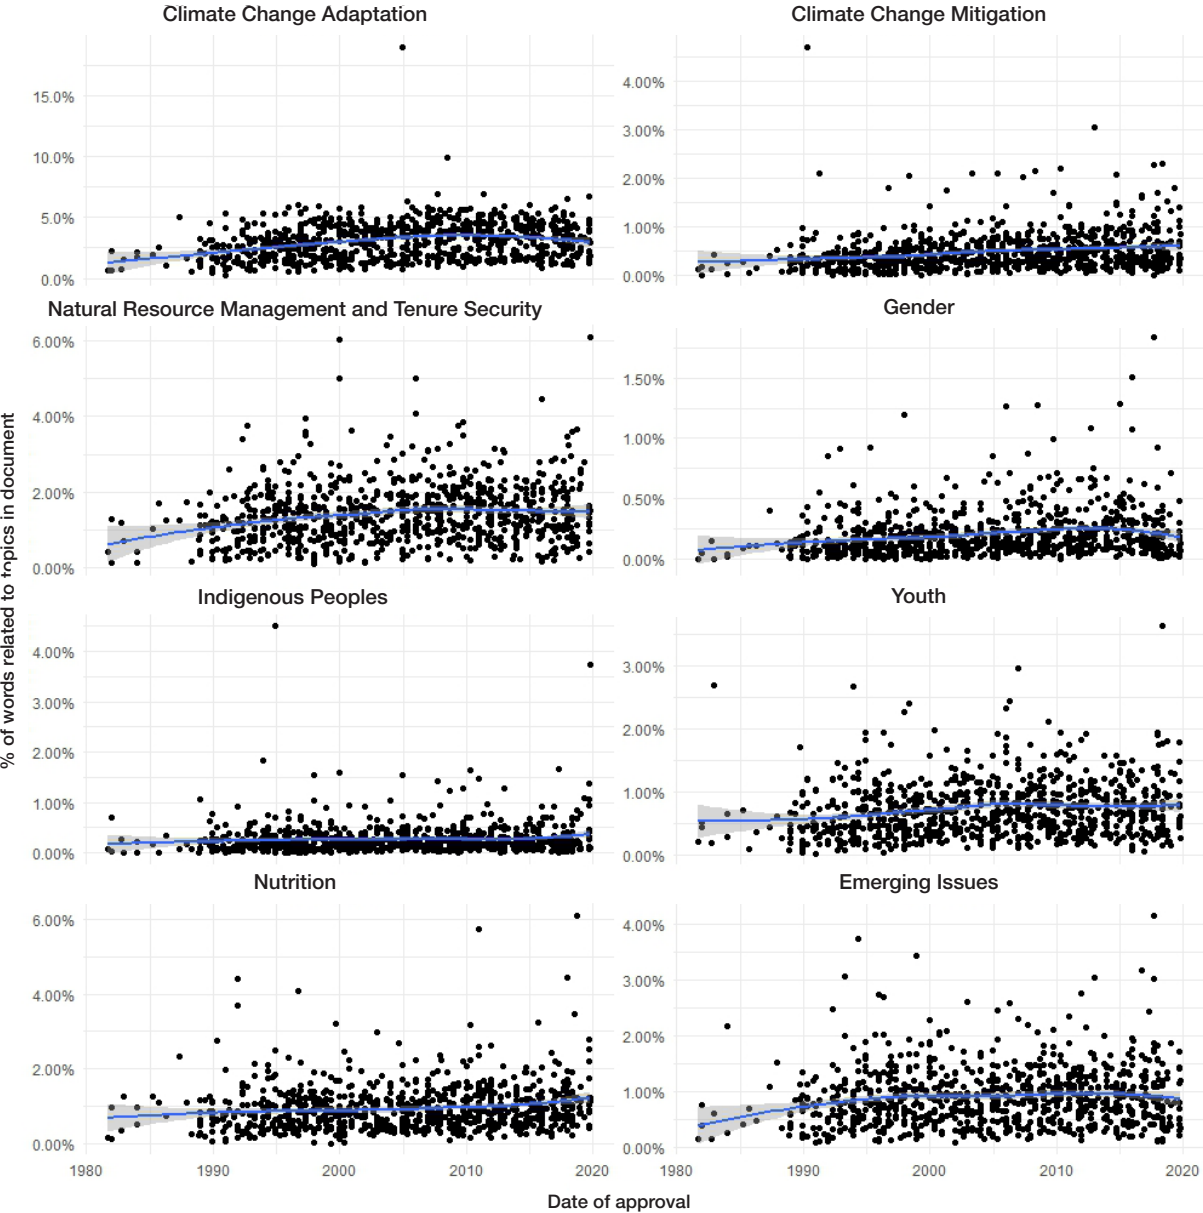 Climate Change Adaptation
Climate Change Mitigation
15.0%
10.0%
5.0%
0.0%
4.00%
3.00%
2.00%
1.00%
0.00%
Natural Resource Management and Tenure Security
Gender
6.00%
4.00%
2.00%
0.00%
1.50%
1.00%
0.50%
0.00%
% of words related to topics in document
Indigenous Peoples
Youth
4.00%
3.00%
2.00%
1.00%
0.00%
3.00%
2.00%
1.00%
0.00%
Nutrition
Emerging Issues
6.00%
4.00%
2.00%
0.00%
4.00%
3.00%
2.00%
1.00%
0.00%
1980 1990 2000 2010 2020
1980 1990 2000 2010 2020
Date of approval